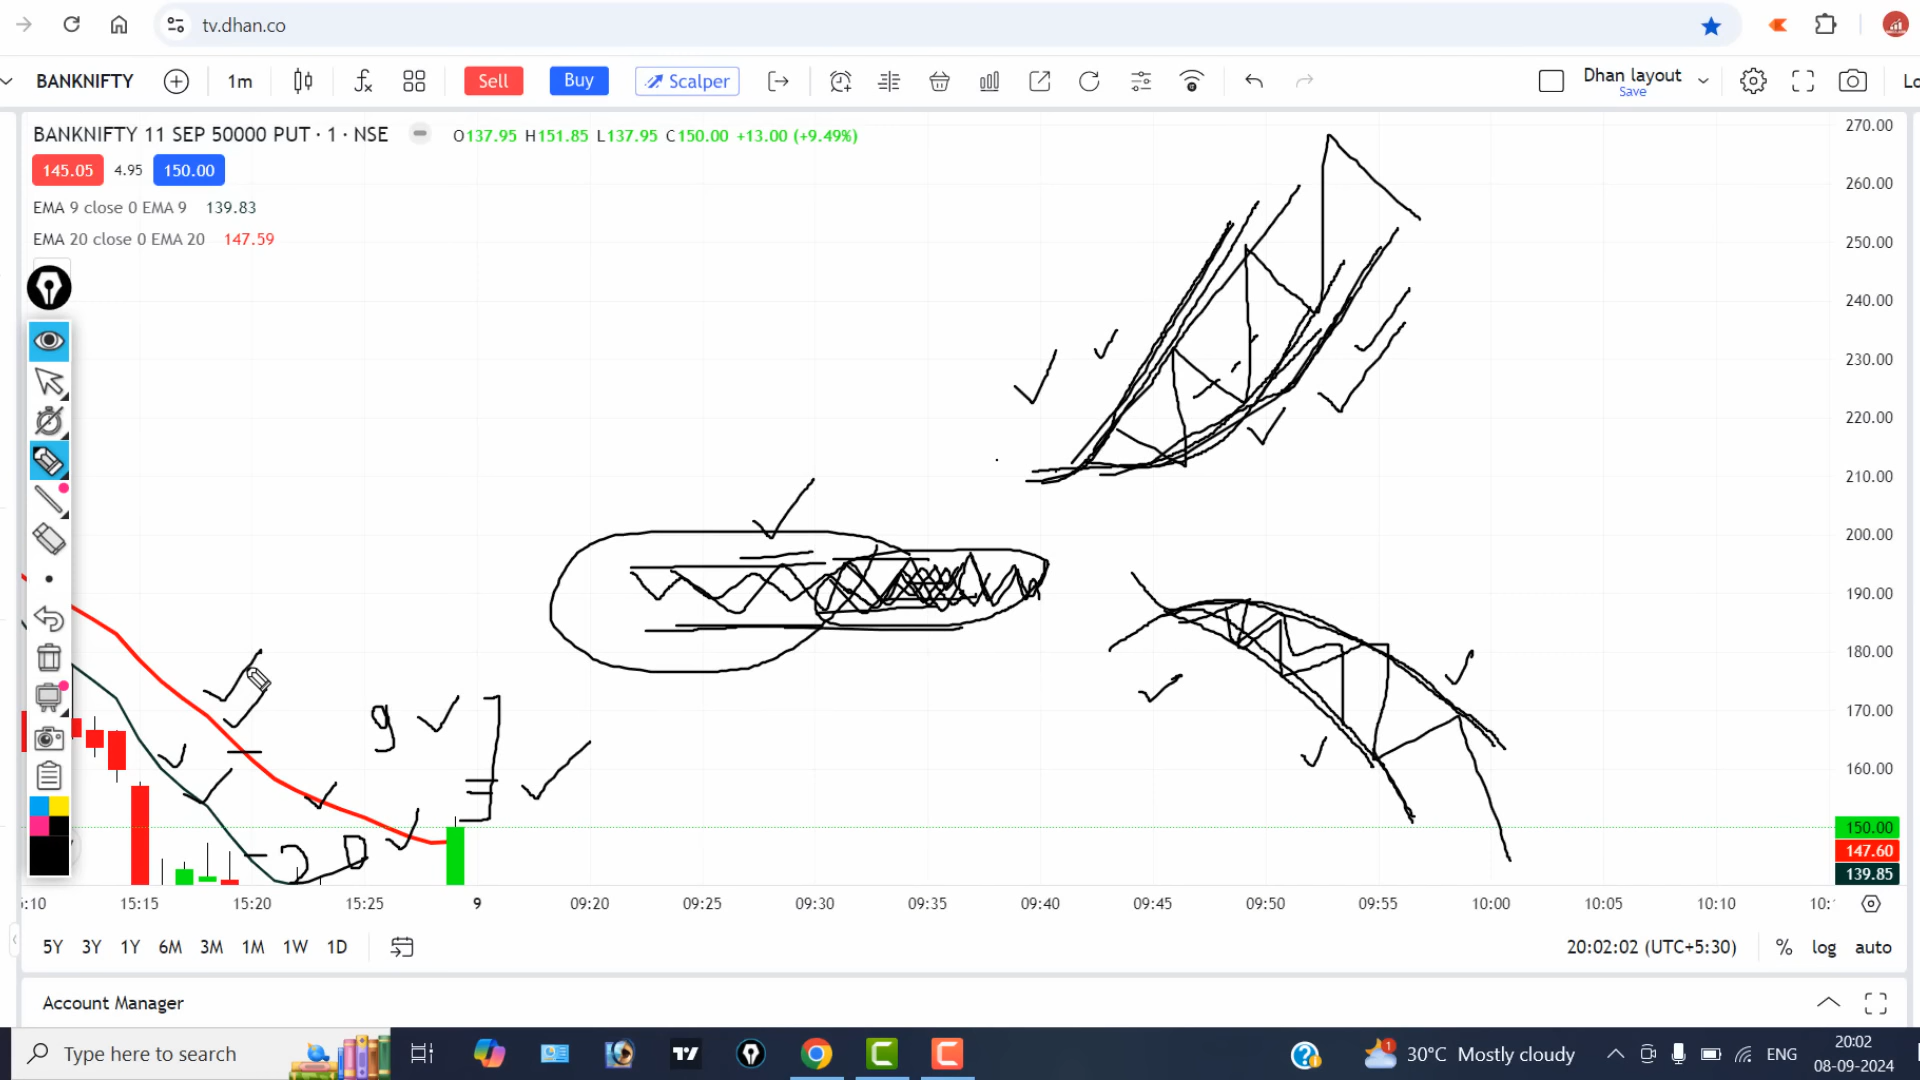 tv.dhan.co
BANKNIFTY 1m Sell Buy Scalper Dhan layout Save Lo
BANKNIFTY 11 SEP 50000 PUT · 1 · NSE O137.95 H151.85 L137.95 C150.00 +13.00 (+9.49%)
145.05 4.95 150.00
EMA 9 close 0 EMA 9 139.83
EMA 20 close 0 EMA 20 147.59
270.00
260.00
250.00
240.00
230.00
220.00
210.00
200.00
190.00
180.00
170.00
160.00
150.00
147.60
139.85
9
20
:10 15:15 15:20 15:25 9 09:20 09:25 09:30 09:35 09:40 09:45 09:50 09:55 10:00 10:05 10:10 10:
5Y 3Y 1Y 6M 3M 1M 1W 1D 20:02:02 (UTC+5:30) % log auto
Account Manager
Type here to search 1 30°C Mostly cloudy ENG 20:02
08-09-2024